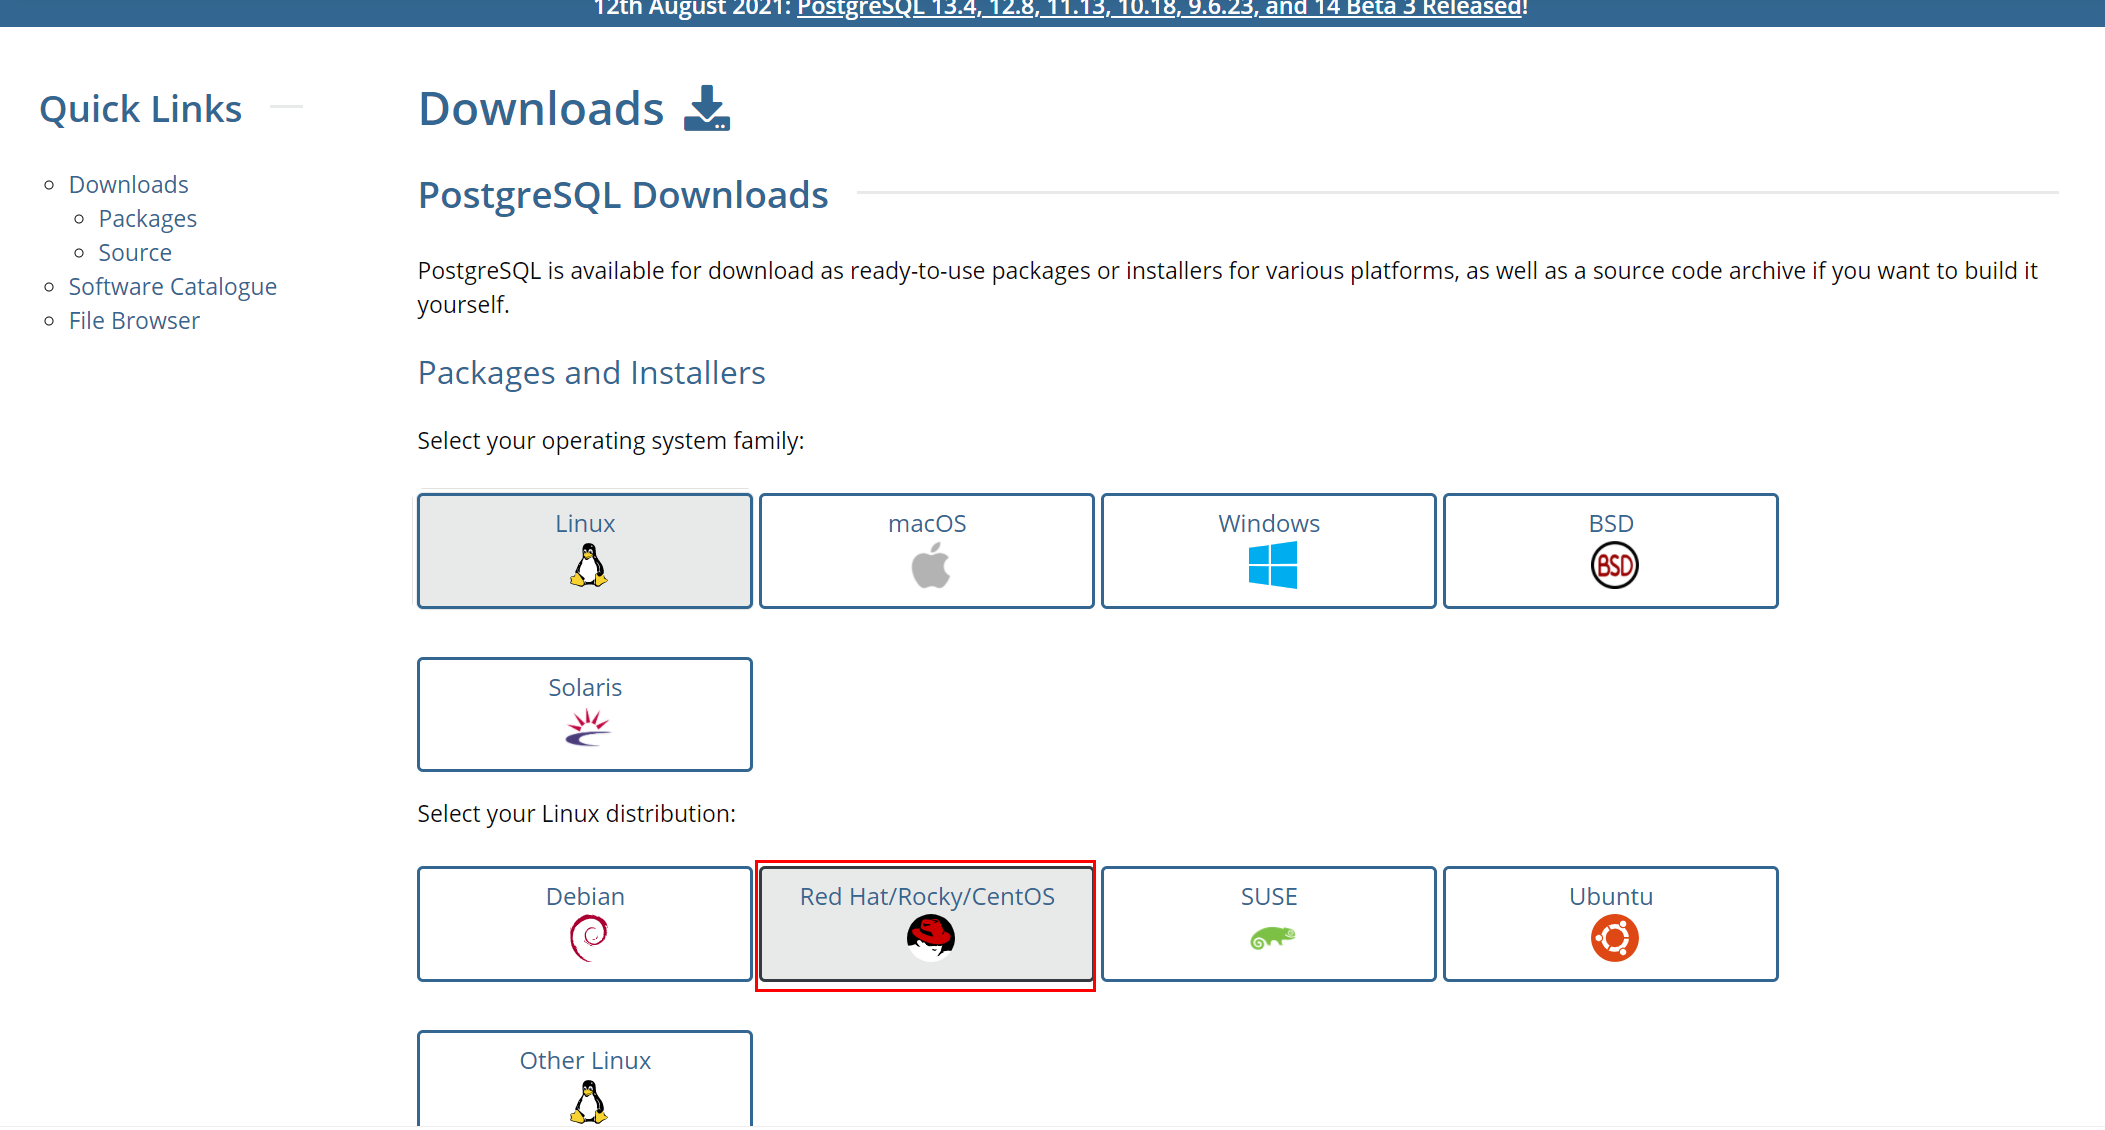 12th August 2021: PostgreSQL 13.4, 12.8, 11.13, 10.18, 9.6.23, and 14 Beta 3 Released!
Quick Links
Downloads
Packages
Source
Software Catalogue
File Browser
Downloads
PostgreSQL Downloads
PostgreSQL is available for download as ready-to-use packages or installers for various platforms, as well as a source code archive if you want to build it
yourself.
Packages and Installers
Select your operating system family:
Linux
macOS
Windows
BSD
BSD
Solaris
Select your Linux distribution:
Debian
Red Hat/Rocky/CentOS
SUSE
Ubuntu
Other Linux